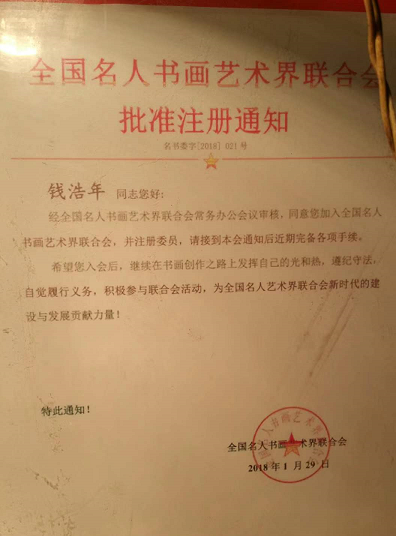 全国名人书画艺术界联合会
批准注册通知
名书委字[2018] 021 号
钱浩年 同志您好:
经全国名人书画艺术界联合会常务办公会议审核，同意您加入全国名人
书画艺术界联合会，并注册委员，请接到本会通知后近期完备各项手续。
希望您入会后，继续在书画创作之路上发挥自己的光和热，遵纪守法，
自觉履行义务，积极参与联合会活动，为全国名人艺术界联合会新时代的建
设与发展贡献力量！
特此通知！
全国名人书画艺术界联合会
2018 年 1 月 29 日